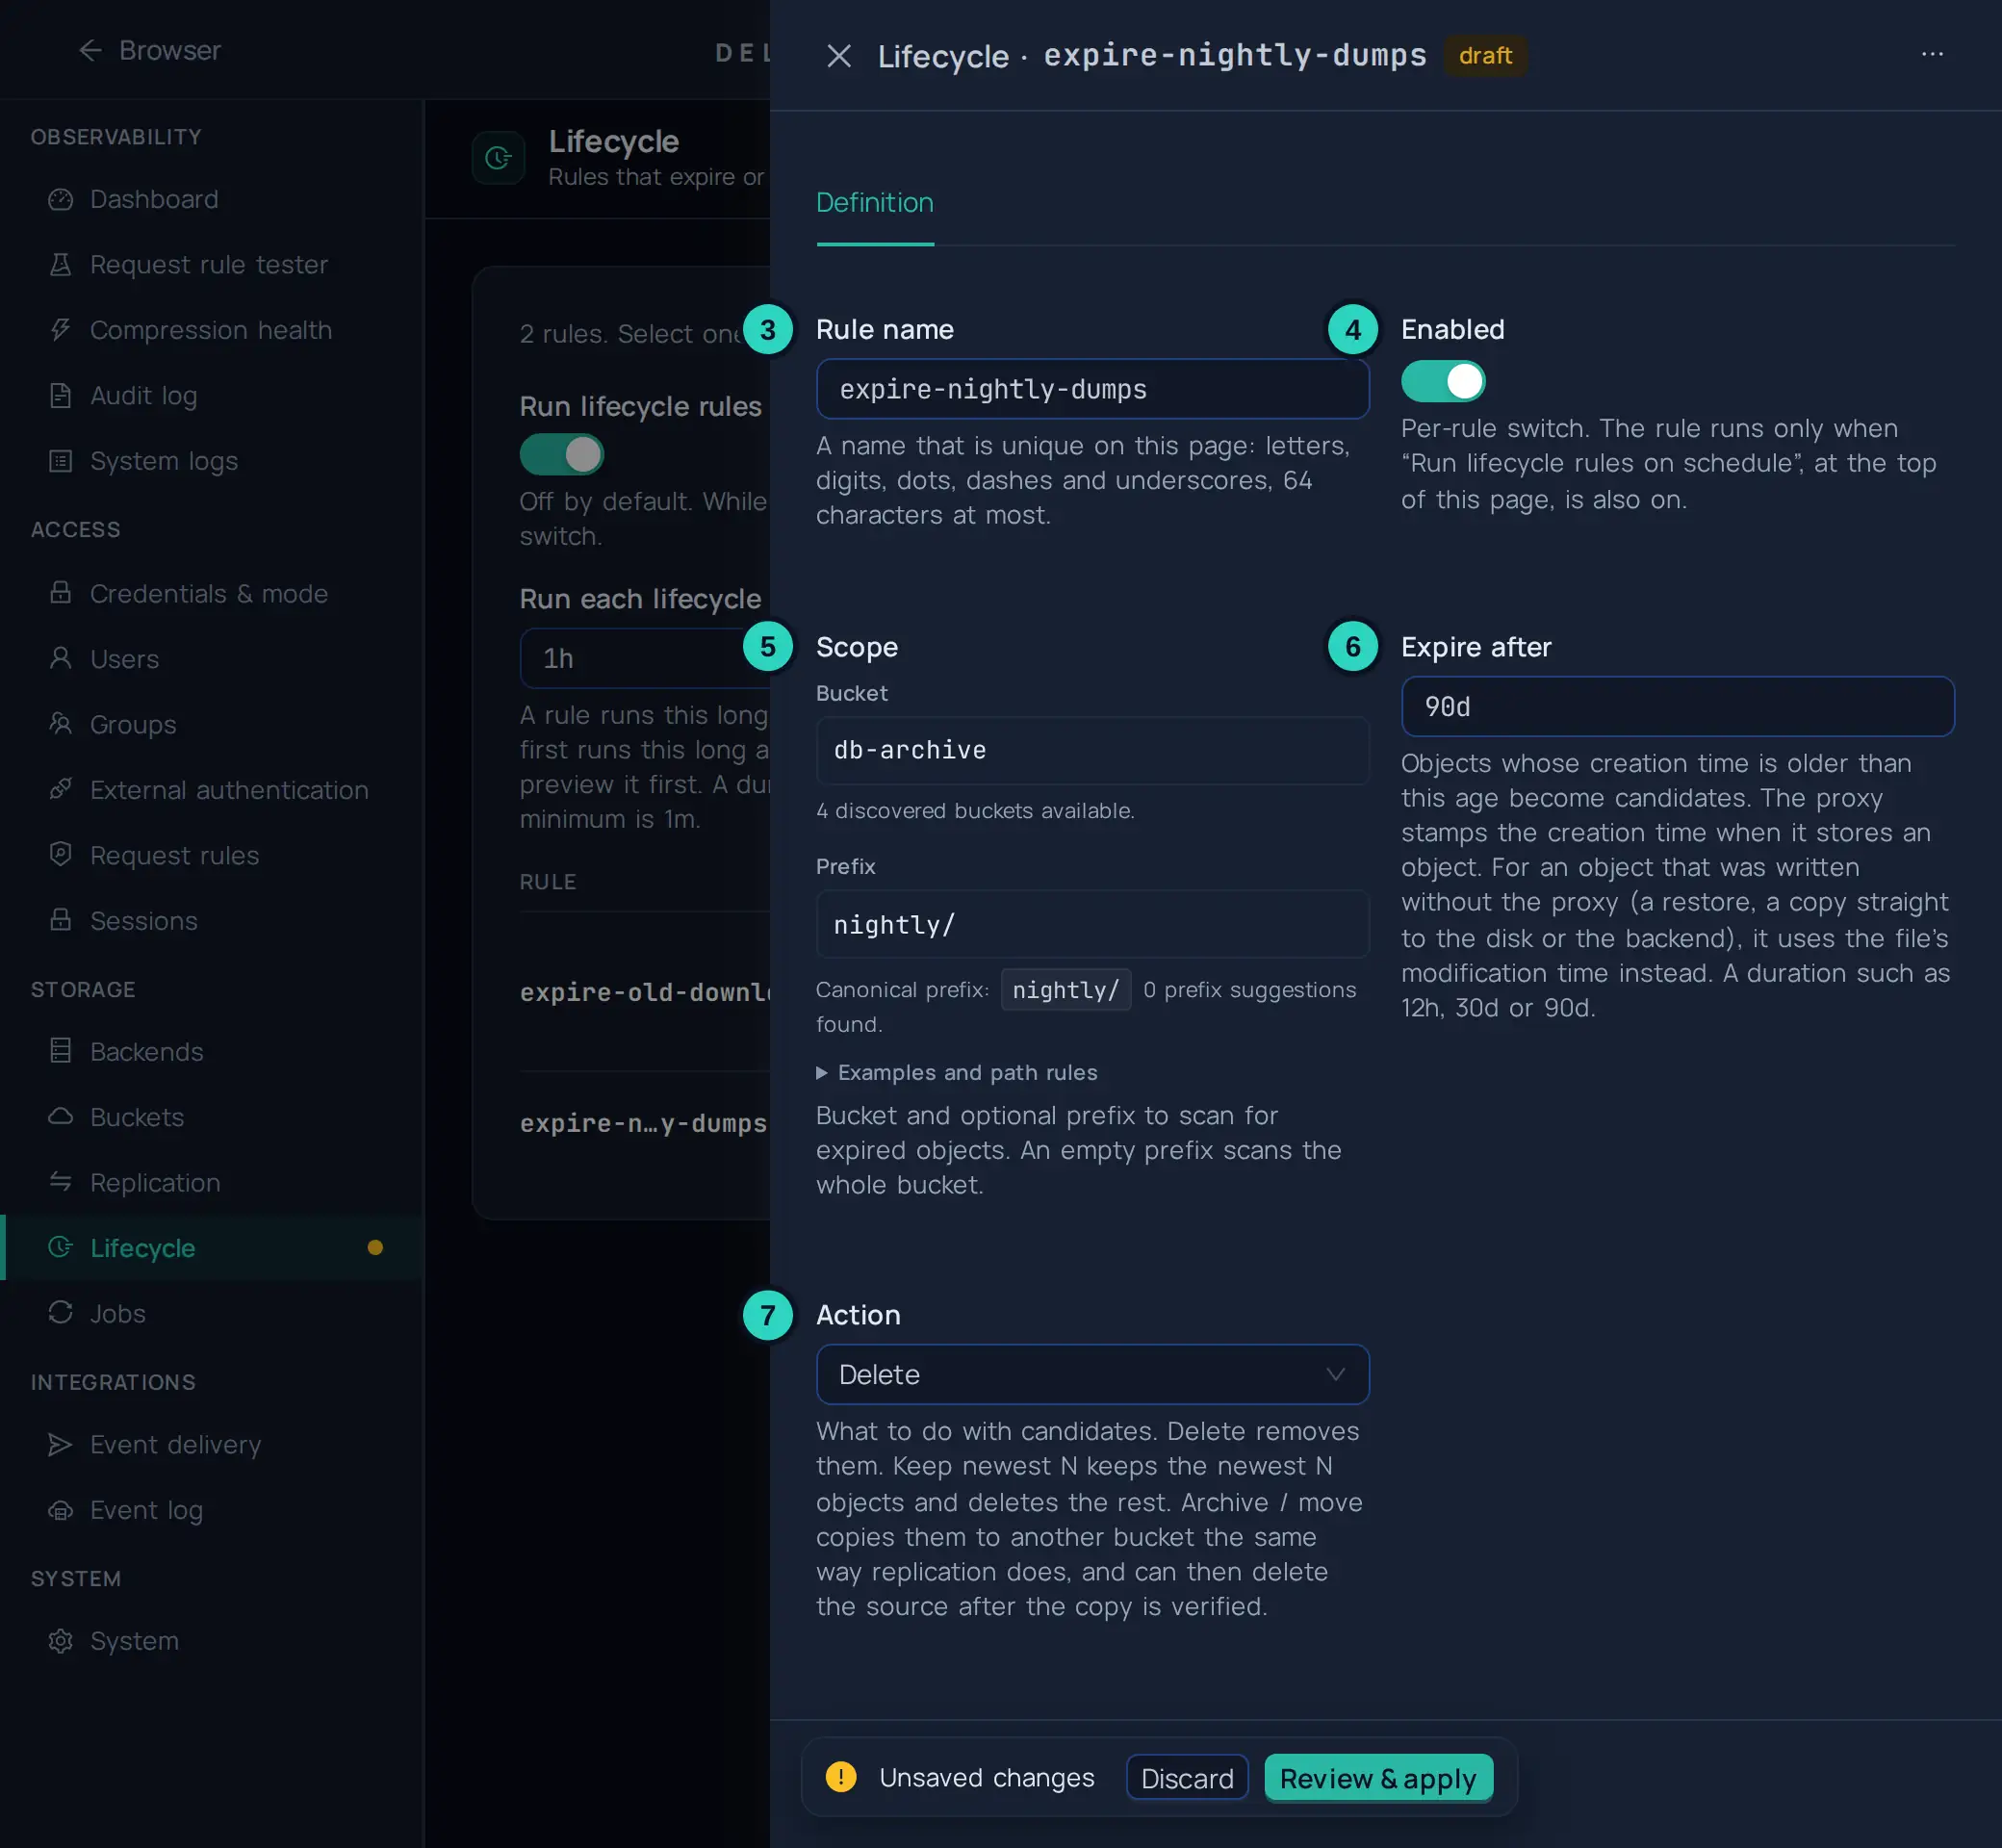 Browser
DEL
OBSERVABILITY
Dashboard
Request rule tester
Compression health
Audit log
System logs
ACCESS
Credentials & mode
Users
Groups
External authentication
Request rules
Sessions
STORAGE
Backends
Buckets
Replication
Lifecycle
Jobs
INTEGRATIONS
Event delivery
Event log
SYSTEM
System
Lifecycle
Rules that expire or
2 rules. Select one
Run lifecycle rules
Off by default. While
switch.
Run each lifecycle
1h
A rule runs this long
first runs this long a
preview it first. A du
minimum is 1m.
RULE
expire-old-downl
expire-n…y-dumps
Lifecycle · expire-nightly-dumps draft
Definition
3 Rule name
expire-nightly-dumps
A name that is unique on this page: letters,
digits, dots, dashes and underscores, 64
characters at most.
4 Enabled
Per-rule switch. The rule runs only when
“Run lifecycle rules on schedule”, at the top
of this page, is also on.
5 Scope
Bucket
db-archive
4 discovered buckets available.
Prefix
nightly/
Canonical prefix: nightly/ 0 prefix suggestions
found.
Examples and path rules
Bucket and optional prefix to scan for
expired objects. An empty prefix scans the
whole bucket.
6 Expire after
90d
Objects whose creation time is older than
this age become candidates. The proxy
stamps the creation time when it stores an
object. For an object that was written
without the proxy (a restore, a copy straight
to the disk or the backend), it uses the file’s
modification time instead. A duration such as
12h, 30d or 90d.
7 Action
Delete
What to do with candidates. Delete removes
them. Keep newest N keeps the newest N
objects and deletes the rest. Archive / move
copies them to another bucket the same
way replication does, and can then delete
the source after the copy is verified.
! Unsaved changes
Discard
Review & apply